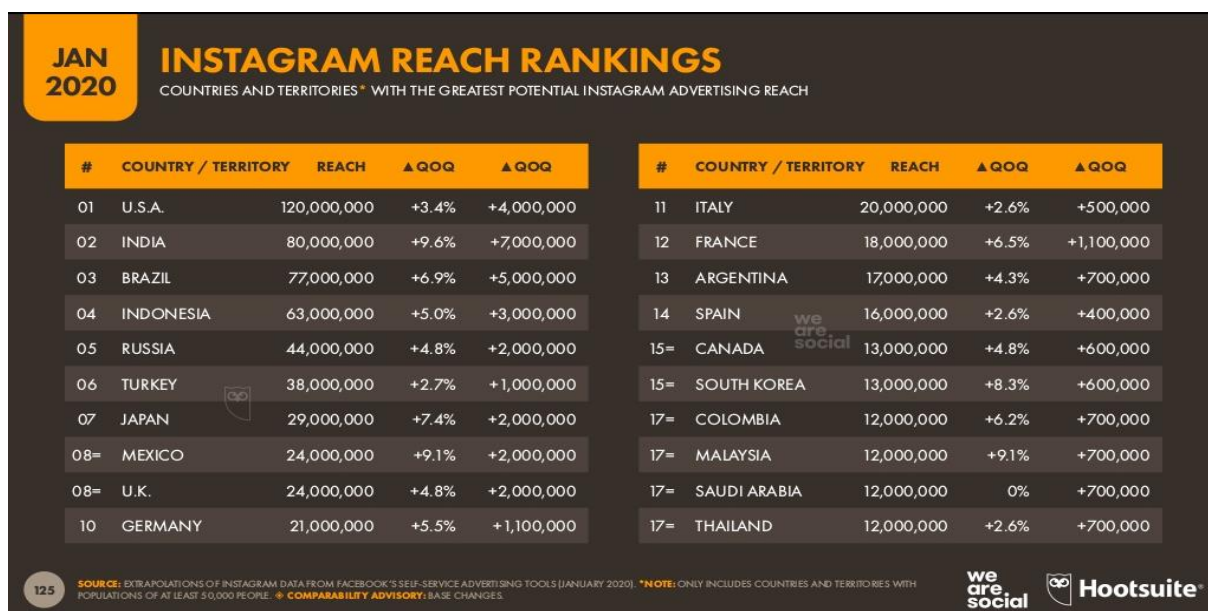 JAN
2020
INSTAGRAM REACH RANKINGS
COUNTRIES AND TERRITORIES* WITH THE GREATEST POTENTIAL INSTAGRAM ADVERTISING REACH
# COUNTRY / TERRITORY REACH ▲QOQ ▲QOQ
01 U.S.A. 120,000,000 +3.4% +4,000,000
02 INDIA 80,000,000 +9.6% +7,000,000
03 BRAZIL 77,000,000 +6.9% +5,000,000
04 INDONESIA 63,000,000 +5.0% +3,000,000
05 RUSSIA 44,000,000 +4.8% +2,000,000
06 TURKEY 38,000,000 +2.7% +1,000,000
07 JAPAN 29,000,000 +7.4% +2,000,000
08= MEXICO 24,000,000 +9.1% +2,000,000
08= U.K. 24,000,000 +4.8% +2,000,000
10 GERMANY 21,000,000 +5.5% +1,100,000
# COUNTRY / TERRITORY REACH ▲QOQ ▲QOQ
11 ITALY 20,000,000 +2.6% +500,000
12 FRANCE 18,000,000 +6.5% +1,100,000
13 ARGENTINA 17,000,000 +4.3% +700,000
14 SPAIN 16,000,000 +2.6% +400,000
15= CANADA 13,000,000 +4.8% +600,000
15= SOUTH KOREA 13,000,000 +8.3% +600,000
17= COLOMBIA 12,000,000 +6.2% +700,000
17= MALAYSIA 12,000,000 +9.1% +700,000
17= SAUDI ARABIA 12,000,000 0% +700,000
17= THAILAND 12,000,000 +2.6% +700,000
we
are
social
125
SOURCE: EXTRAPOLATIONS OF INSTAGRAM DATA FROM FACEBOOK'S SELF-SERVICE ADVERTISING TOOLS (JANUARY 2020). *NOTE: ONLY INCLUDES COUNTRIES AND TERRITORIES WITH
POPULATIONS OF AT LEAST 50,000 PEOPLE. COMPARABILITY ADVISORY: BASE CHANGES.
we
are
social
Hootsuite®